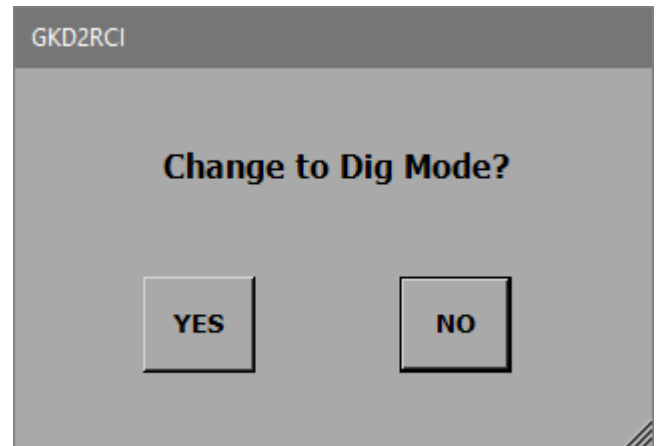 GKD2RCI
Change to Dig Mode?
YES
NO